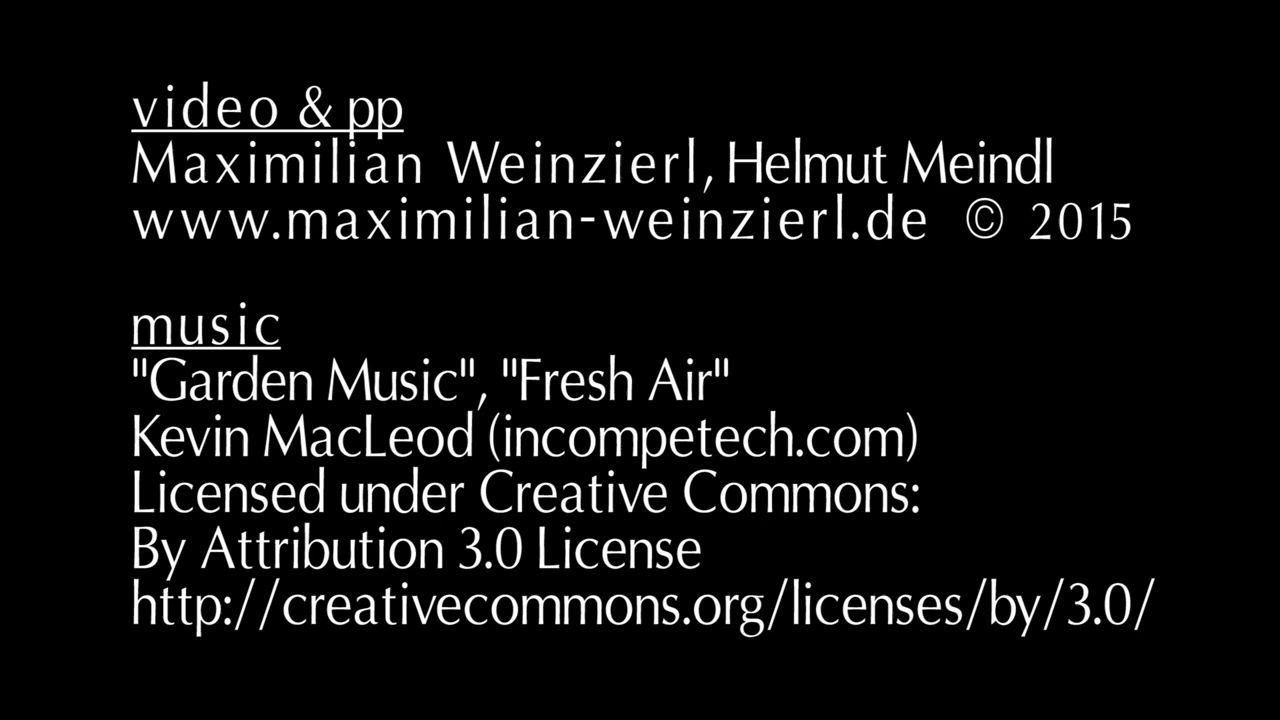 video & pp
Maximilian Weinzierl, Helmut Meindl
www.maximilian-weinzierl.de © 2015
music
"Garden Music", "Fresh Air"
Kevin MacLeod (incompetech.com)
Licensed under Creative Commons:
By Attribution 3.0 License
http://creativecommons.org/licenses/by/3.0/